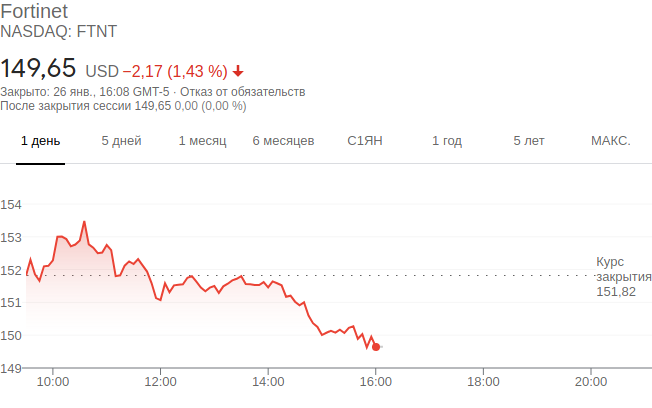 Fortinet
NASDAQ: FTNT
149,65 USD −2,17 (1,43 %)
Закрыто: 26 янв., 16:08 GMT-5 · Отказ от обязательств
После закрытия сессии 149,65 0,00 (0,00 %)
1 день 5 дней 1 месяц 6 месяцев С1ЯН 1 год 5 лет МАКС.
154
153
152
151
150
149
Курс
закрытия
151,82
10:00 12:00 14:00 16:00 18:00 20:00